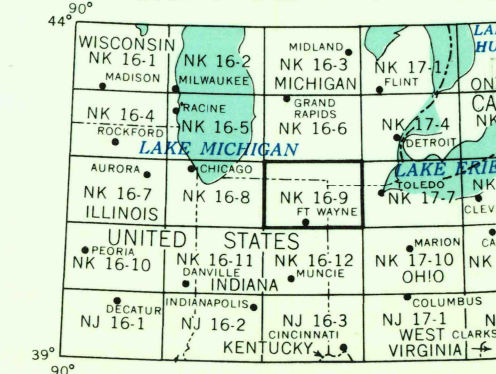 90°
44°
WISCONSIN
NK 16-1
MADISON
NK 16-2
MILWAUKEE
MIDLAND
NK 16-3
MICHIGAN
NK 17-1
FLINT
LA
HU
ON
NK 16-4
ROCKFORD
RACINE
NK 16-5
GRAND
RAPIDS
NK 16-6
NK 17-4
DETROIT
CA
NK
LAKE MICHIGAN
LAKE ERIE
AURORA
NK 16-7
ILLINOIS
CHICAGO
NK 16-8
NK 16-9
FT WAYNE
TOLEDO
NK 17-7
NK
CLEV
UNITED STATES
PEORIA
NK 16-10
NK 16-11
DANVILLE
INDIANA
NK 16-12
MUNCIE
MARION
NK 17-10
OHIO
CA
NK
DECATUR
NJ 16-1
INDIANAPOLIS
NJ 16-2
NJ 16-3
CINCINNATI
KENTUCKY
COLUMBUS
NJ 17-1
WEST
VIRGINIA
CLARKS
N
39°
90°